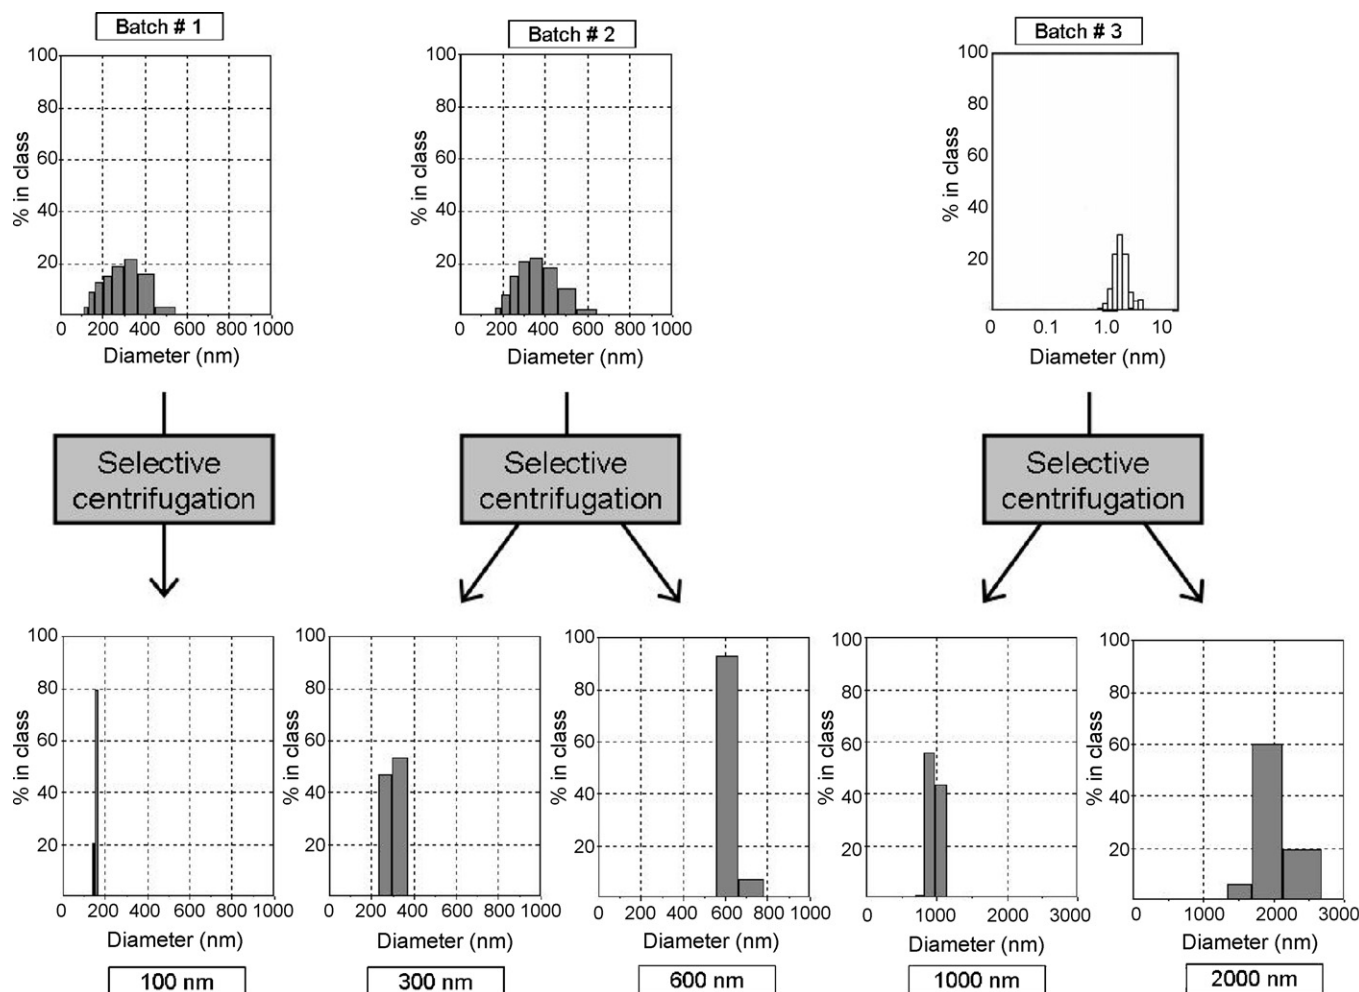 Batch # 1
Batch # 2
Batch # 3
% in class
100
80
60
40
20
0 200 400 600 800 1000
Diameter (nm)
% in class
100
80
60
40
20
0 200 400 600 800 1000
Diameter (nm)
% in class
100
80
60
40
20
0 0.1 1.0 10
Diameter (nm)
Selective
centrifugation
Selective
centrifugation
Selective
centrifugation
% in class
100
80
60
40
20
0 200 400 600 800 1000
Diameter (nm)
100 nm
% in class
100
80
60
40
20
0 200 400 600 800 1000
Diameter (nm)
300 nm
% in class
100
80
60
40
20
0 200 400 600 800 1000
Diameter (nm)
600 nm
% in class
100
80
60
40
20
0 1000 2000 3000
Diameter (nm)
1000 nm
% in class
100
80
60
40
20
0 1000 2000 3000
Diameter (nm)
2000 nm